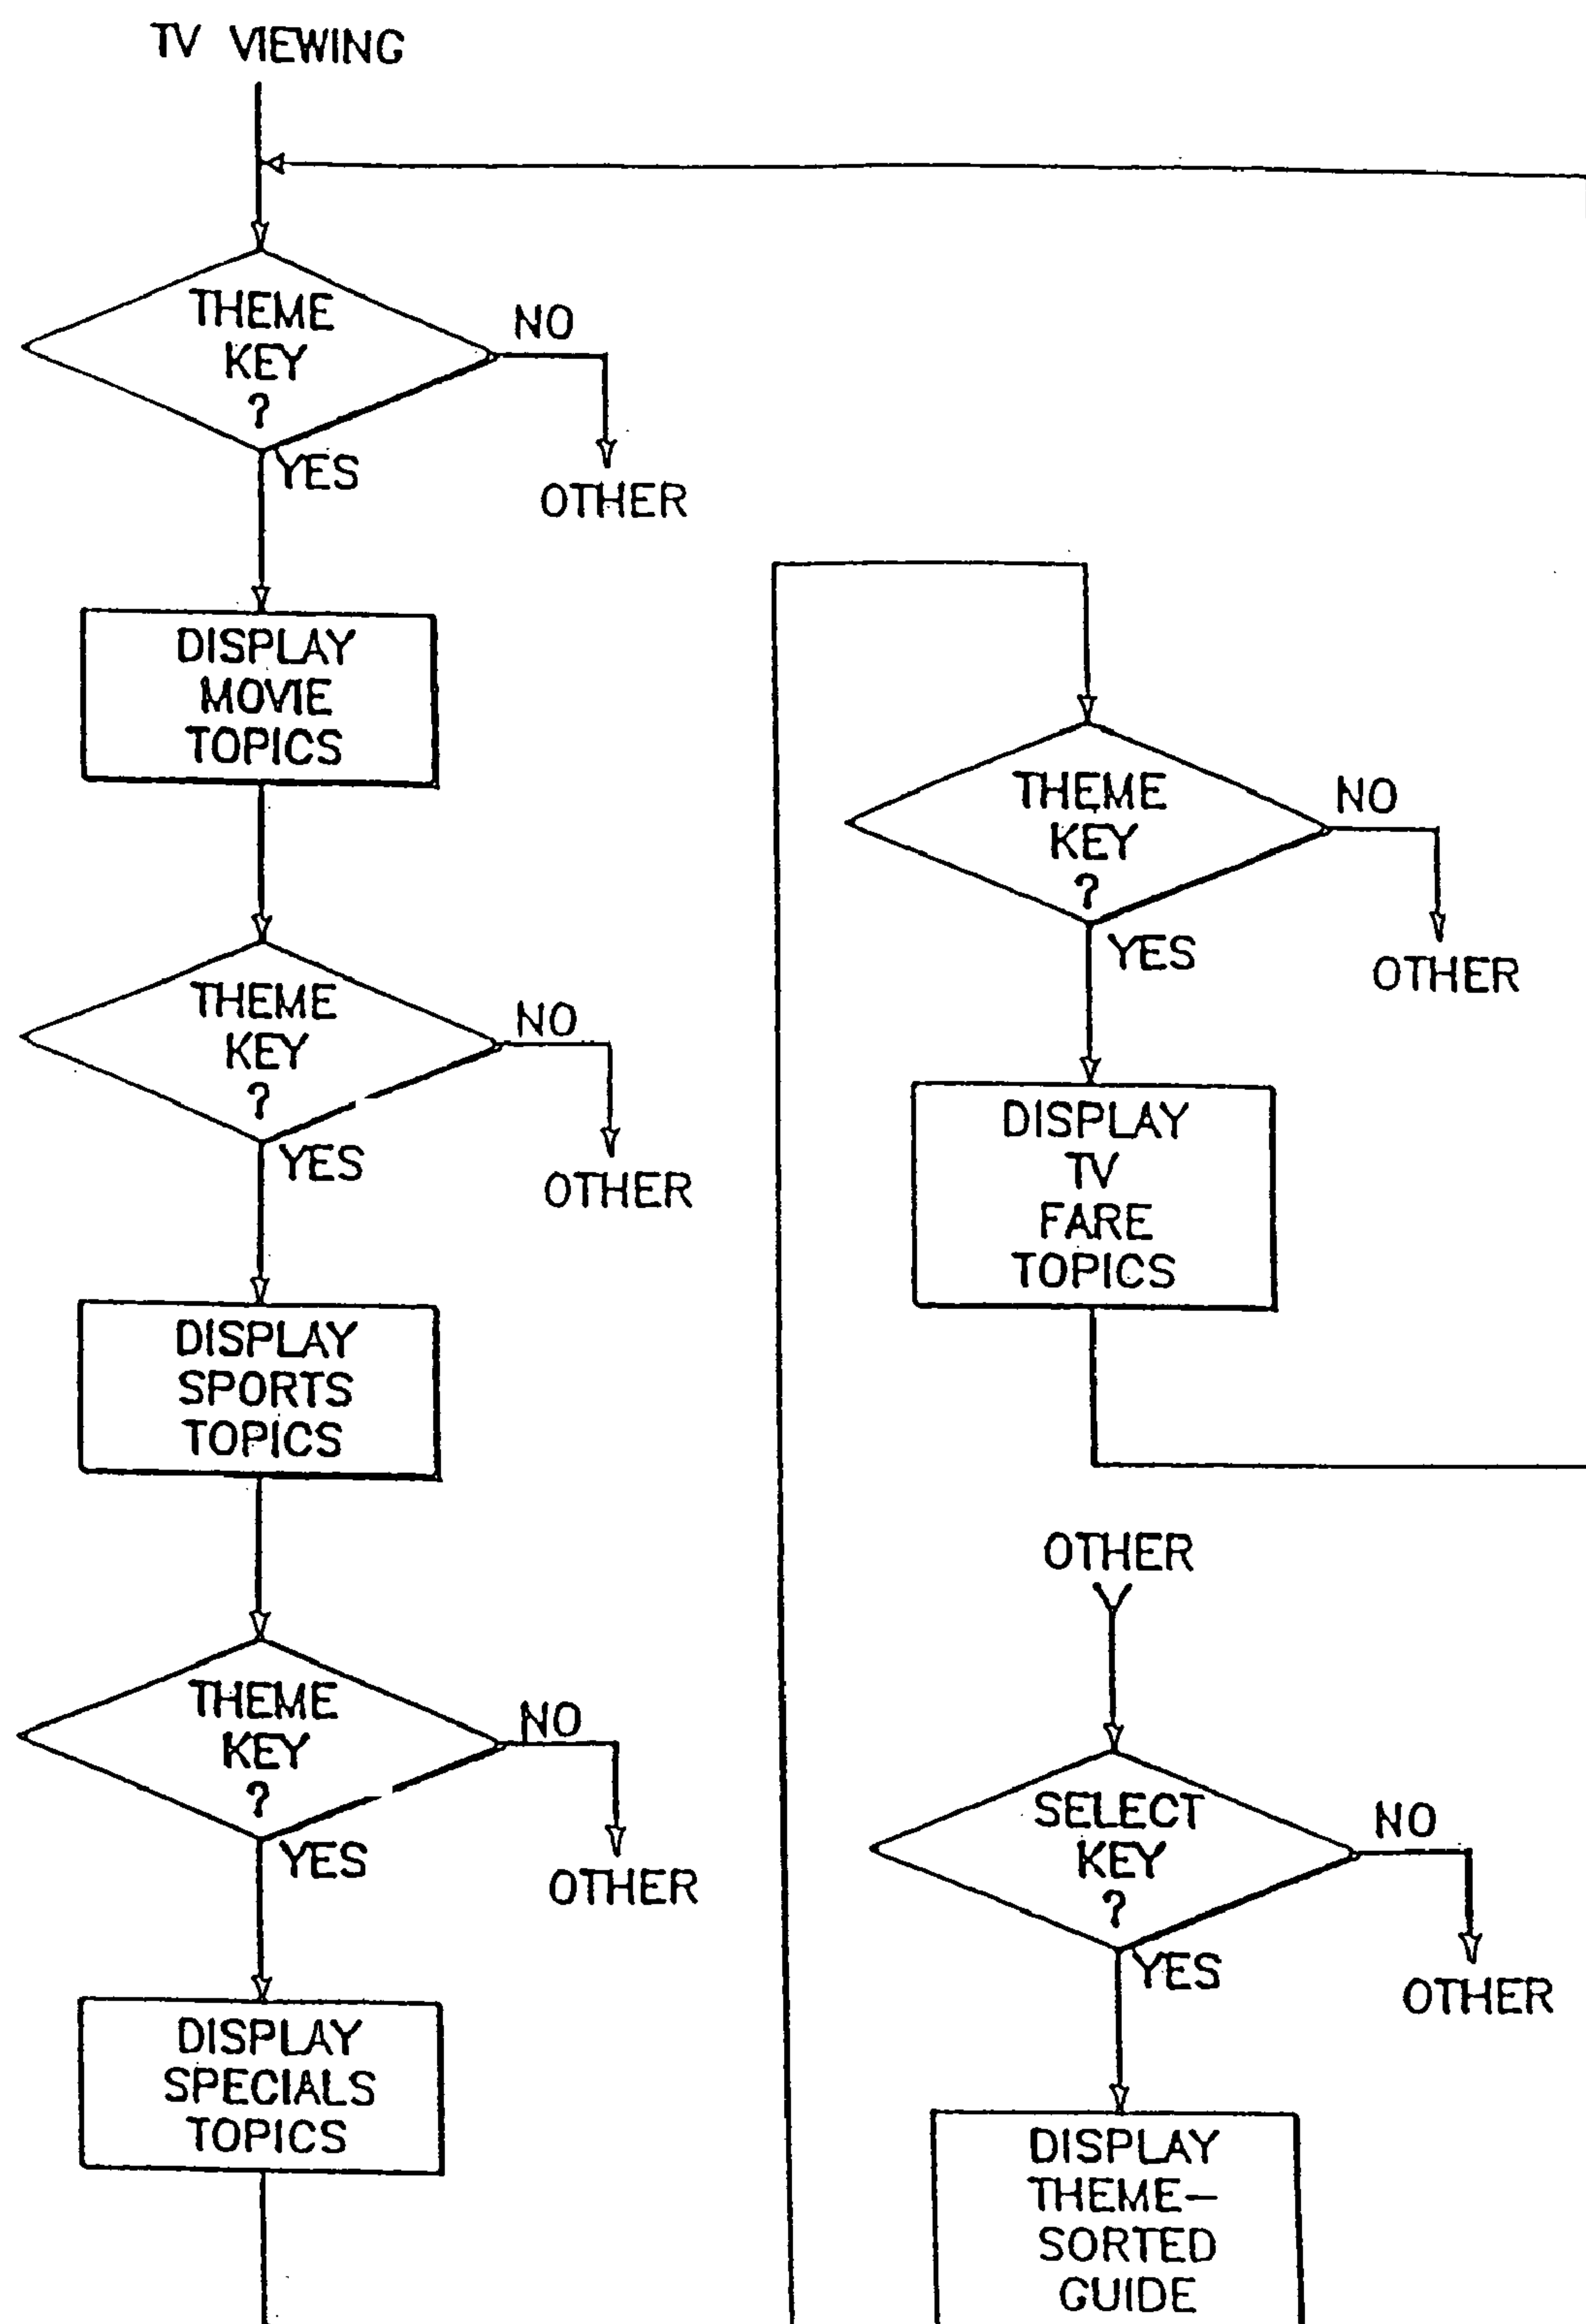 TV VIEWING
THEME
KEY
?
NO
YES
OTHER
DISPLAY
MOVIE
TOPICS
THEME
KEY
?
NO
YES
OTHER
DISPLAY
SPORTS
TOPICS
THEME
KEY
?
NO
YES
OTHER
DISPLAY
SPECIALS
TOPICS
THEME
KEY
?
NO
YES
OTHER
DISPLAY
TV
FARE
TOPICS
OTHER
SELECT
KEY
?
NO
YES
OTHER
DISPLAY
THEME-
SORTED
GUIDE